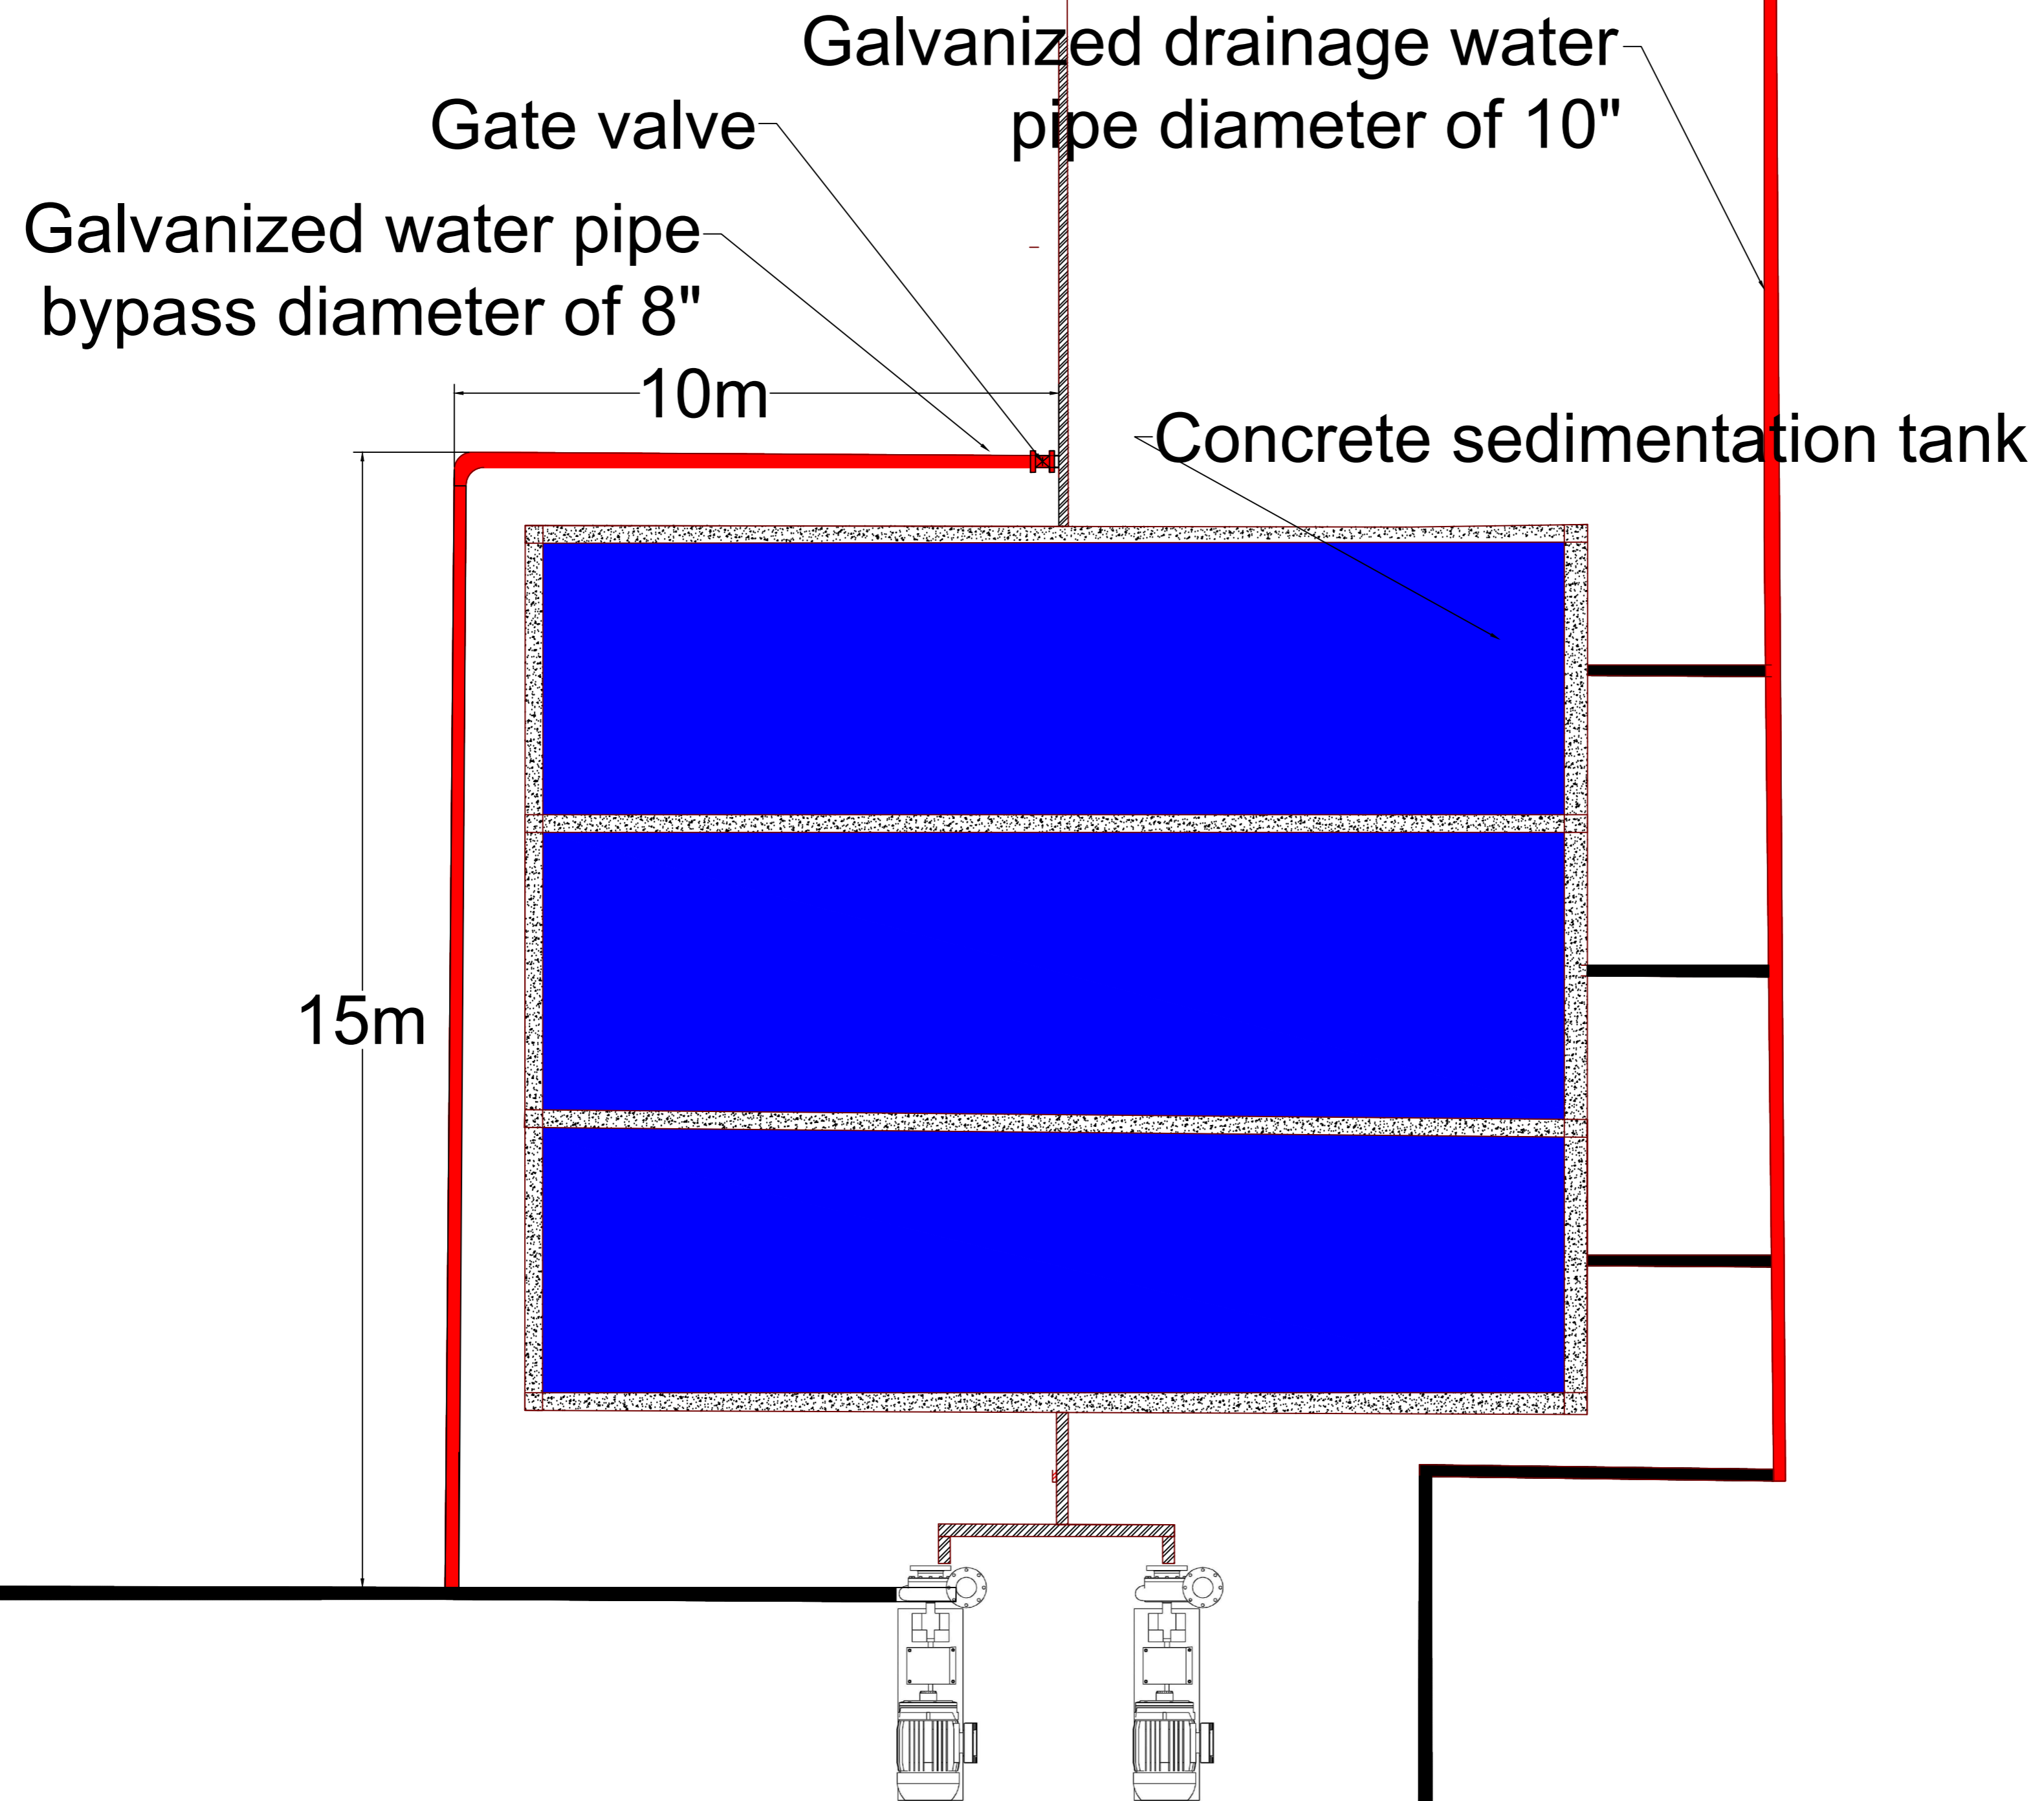 Galvanized drainage water
pipe diameter of 10"
Gate valve
Galvanized water pipe
bypass diameter of 8"
10m
Concrete sedimentation tank
15m